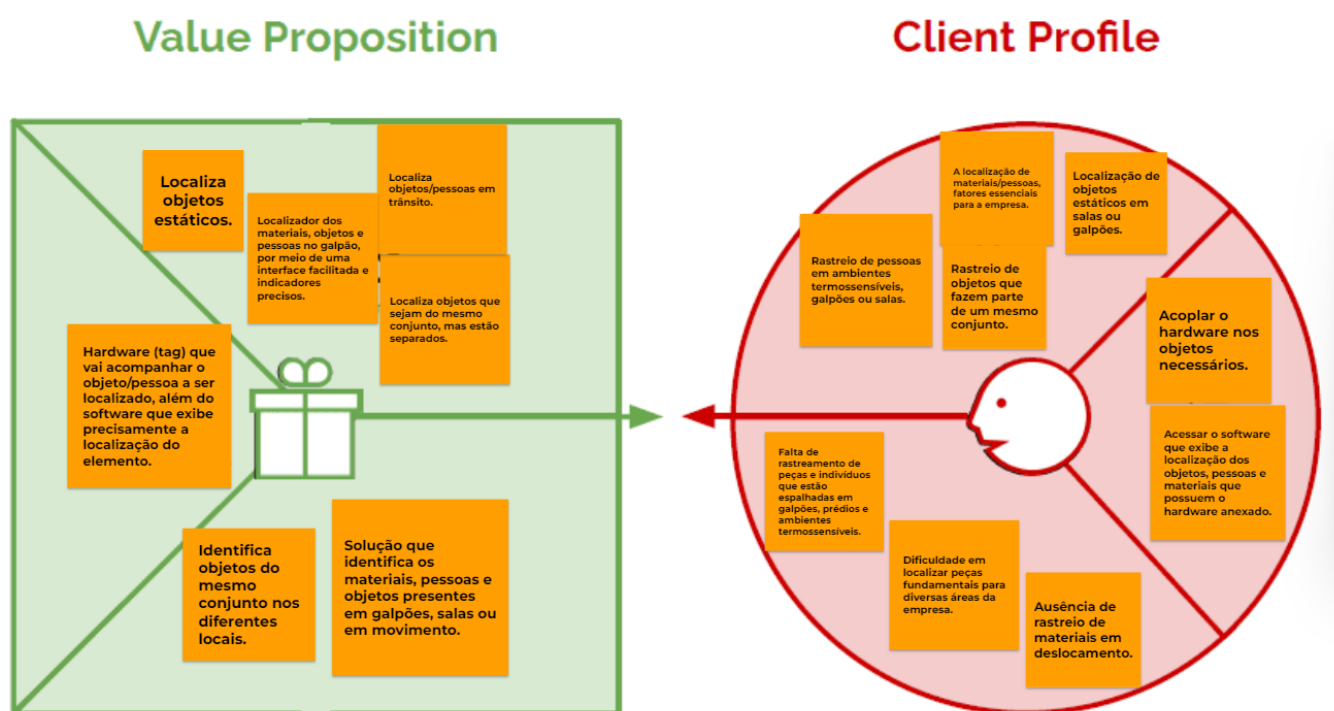 Value Proposition
Client Profile
Localiza
objetos
estáticos.
Localizador dos
materiais, objetos e
pessoas no galpão,
por meio de uma
interface facilitada e
indicadores
precisos.
Localiza
objetos/pessoas em
trânsito.
Localiza objetos que
sejam do mesmo
conjunto, mas estão
separados.
Hardware (tag) que
vai acompanhar o
objeto/pessoa a ser
localizado, além do
software que exibe
precisamente a
localização do
elemento.
Identifica
objetos do
mesmo
conjunto nos
diferentes
locais.
Solução que
identifica os
materiais, pessoas e
objetos presentes
em galpões, salas ou
em movimento.
A localização de
materiais/pessoas,
fatores essenciais
para a empresa.
Localização de
objetos
estáticos em
salas ou
galpões.
Rastreio de pessoas
em ambientes
termossensíveis,
galpões ou salas.
Rastreio de
objetos que
fazem parte
de um mesmo
conjunto.
Acoplar o
hardware nos
objetos
necessários.
Acessar o software
que exibe a
localização dos
objetos, pessoas e
materiais que
possuem o
hardware anexado.
Falta de
rastreamento de
peças e indivíduos
que estão
espalhadas em
galpões, prédios e
ambientes
termossensíveis.
Dificuldade em
localizar peças
fundamentais para
diversas áreas da
empresa.
Ausência de
rastreio de
materiais em
deslocamento.